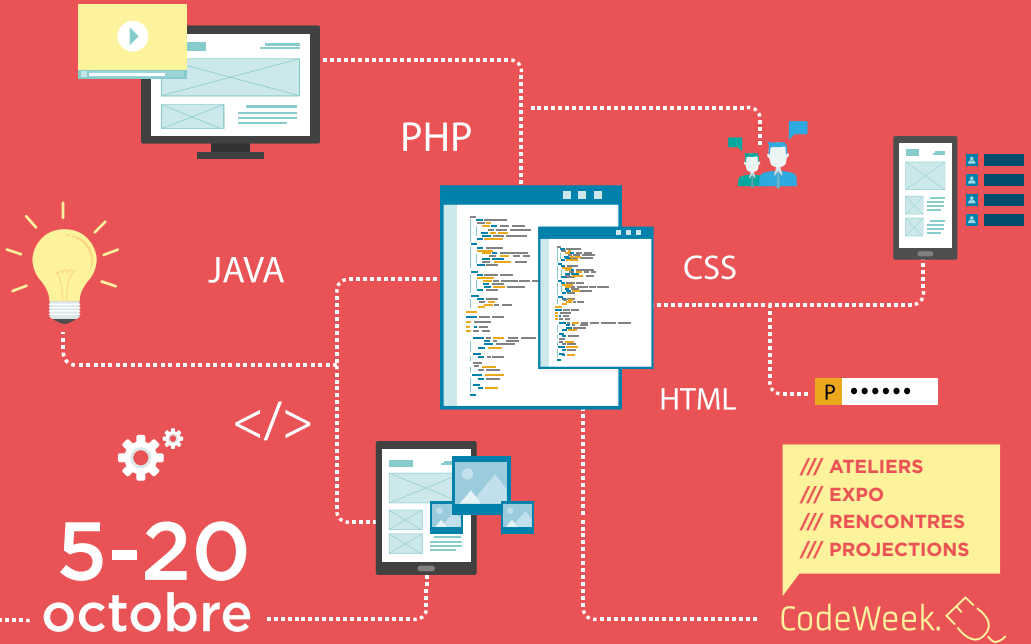 PHP
JAVA
CSS
HTML
</>
P ••••••
5-20
octobre
/// ATELIERS
/// EXPO
/// RENCONTRES
/// PROJECTIONS
CodeWeek.